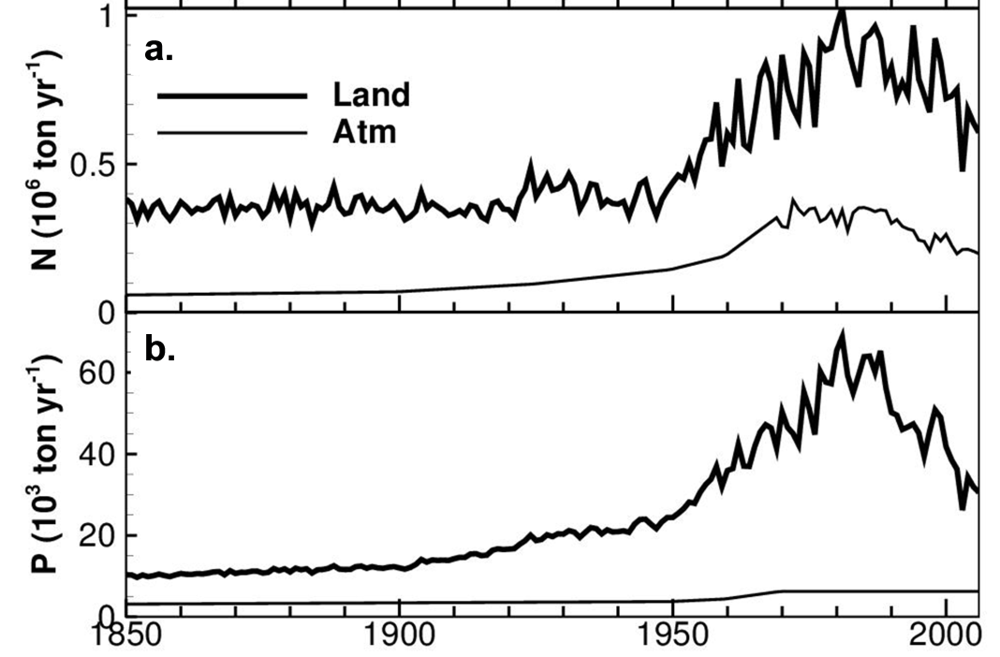 1
a.
Land
Atm
0.5
N (10⁶ ton yr⁻¹)
0
b.
60
40
P (10³ ton yr⁻¹)
20
0
1850 1900 1950 2000